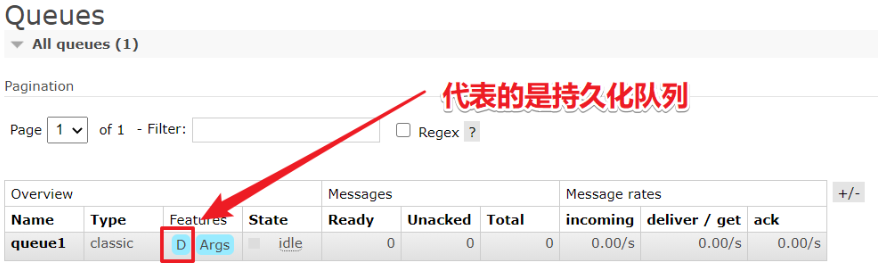 Queues
All queues (1)
Pagination
代表的是持久化队列
Page 1 of 1 - Filter: Regex ?
Overview Messages Message rates +/-
Name Type Features State Ready Unacked Total incoming deliver / get ack
queue1 classic D Args idle 0 0 0 0.00/s 0.00/s 0.00/s